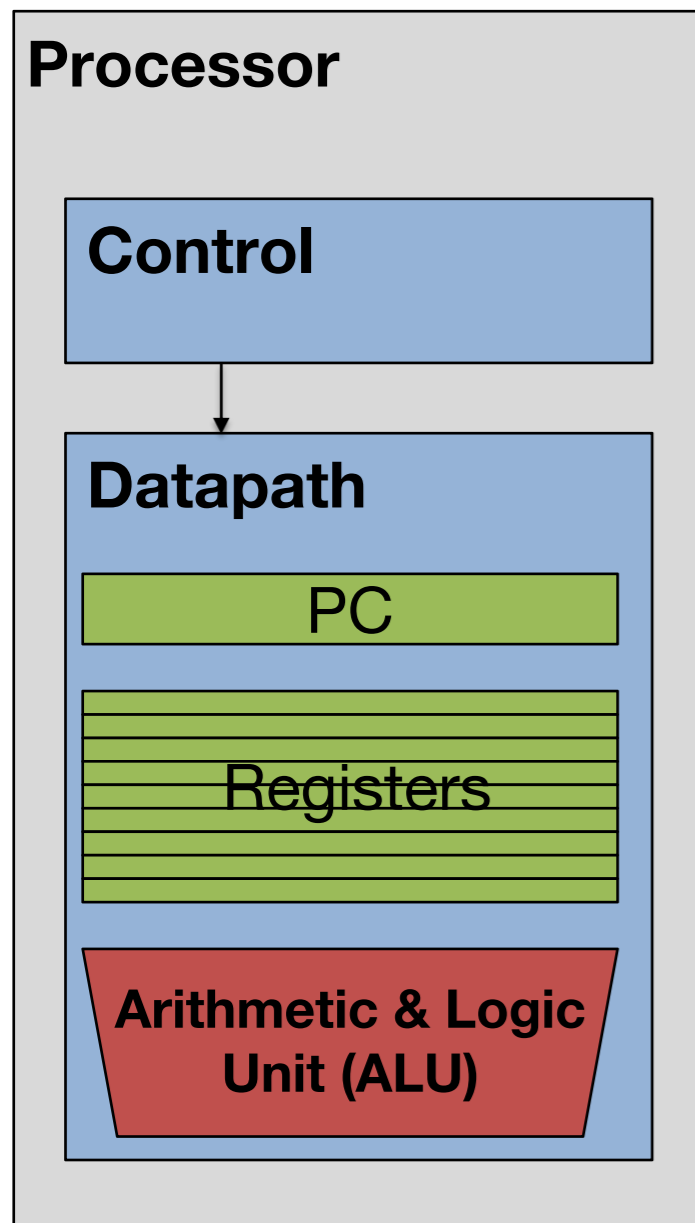 Processor
Control
Datapath
PC
Registers
Arithmetic & Logic
Unit (ALU)